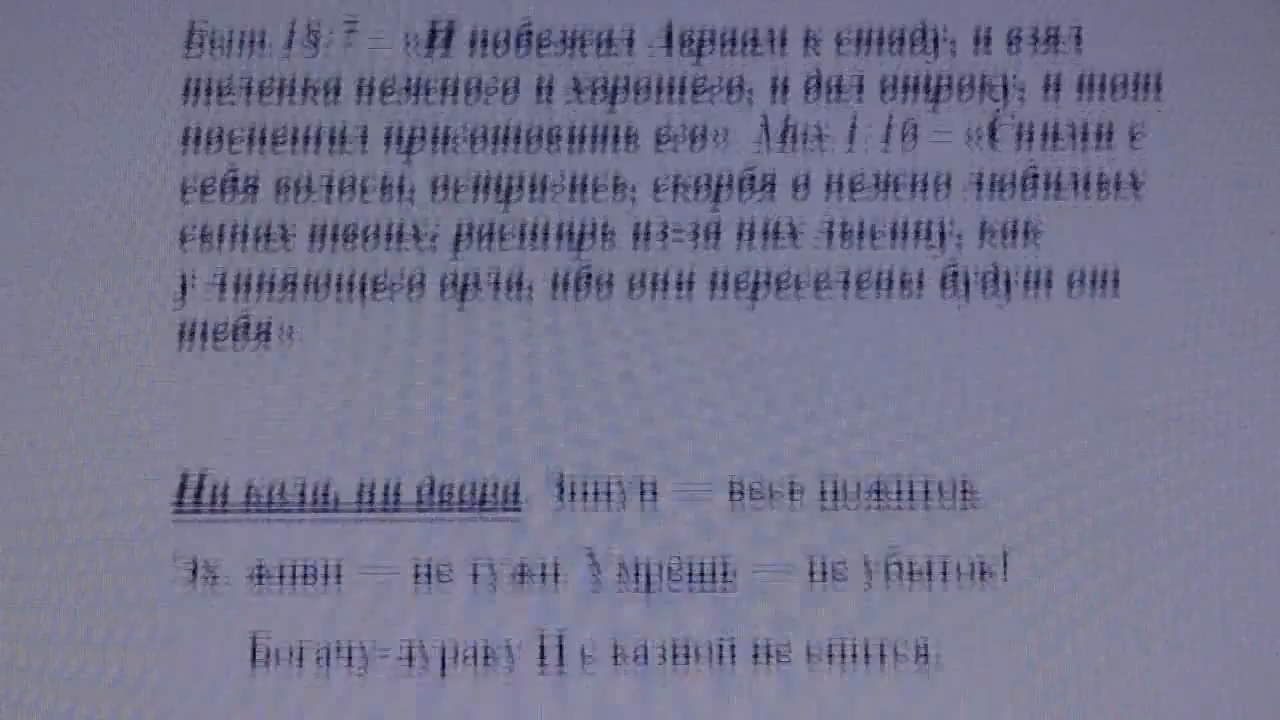 Быт. 18:7 – «И побежал Авраам к стаду, и взял
теленка нежного и хорошего, и дал отроку, и тот
поспешил приготовить его» Мих 1:16 – «Сними с
себя волосы, остригись, скорбя о нежно любимых
сынах твоих; расширь из-за них лысину, как
у линяющего орла, ибо они переселены будут от
тебя».
Ни кола, ни двора Зипун – весь пожиток
Эх, живи – не тужи Умрёшь – не убыток!
Богачу-дураку И с казной не спится,